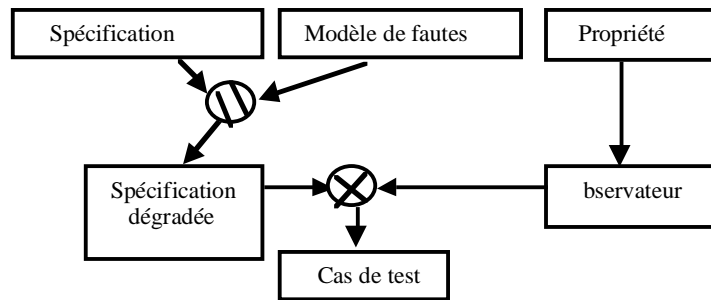 Spécification
Modèle de fautes
Propriété
Spécification
dégradée
bservateur
Cas de test